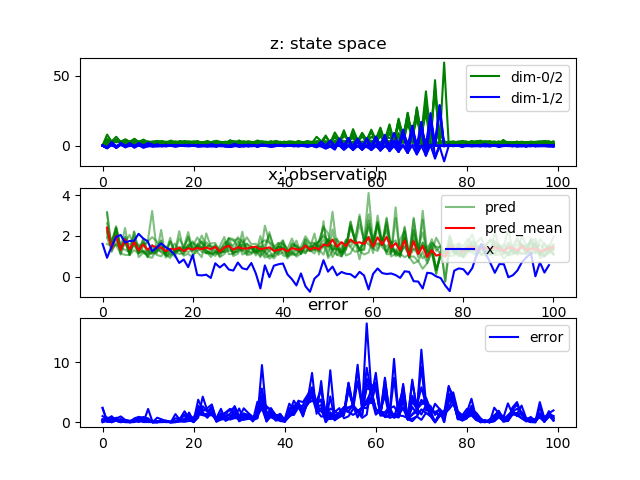 z: state space
50
0
dim-0/2
dim-1/2
0 20 40 60 80 100
x: observation
4
2
0
pred
pred_mean
x
0 20 40 60 80 100
error
10
0
error
0 20 40 60 80 100